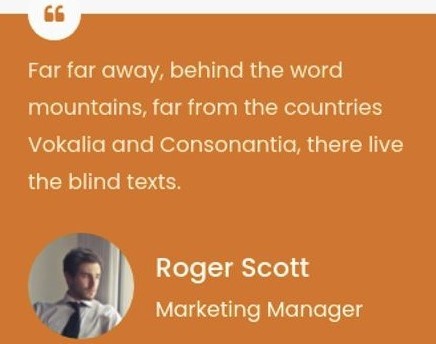 Far far away, behind the word
mountains, far from the countries
Vokalia and Consonantia, there live
the blind texts.
Roger Scott
Marketing Manager